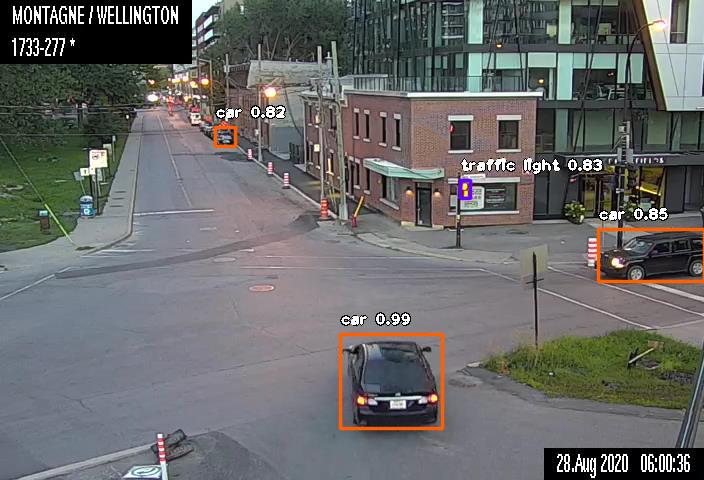 MONTAGNE / WELLINGTON
1733-277 *
car 0.82
traffic light 0.83
car 0.85
car 0.99
28.Aug 2020 06:00:36